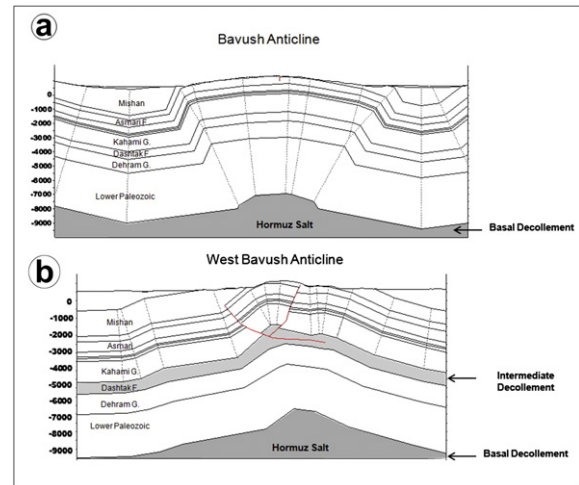 a
Bavush Anticline
0
-1000
-2000
-3000
-4000
-5000
-6000
-7000
-8000
-9000
Mishan
Asmari F.
Kahami G.
Dashtak F.
Dehram G.
Lower Paleozoic
Hormuz Salt
Basal Decollement
b
West Bavush Anticline
0
-1000
-2000
-3000
-4000
-5000
-6000
-7000
-8000
-9000
Mishan
Asmari
Kahami G.
Dashtak F.
Dehram G.
Lower Paleozoic
Hormuz Salt
Intermediate
Decollement
Basal Decollement